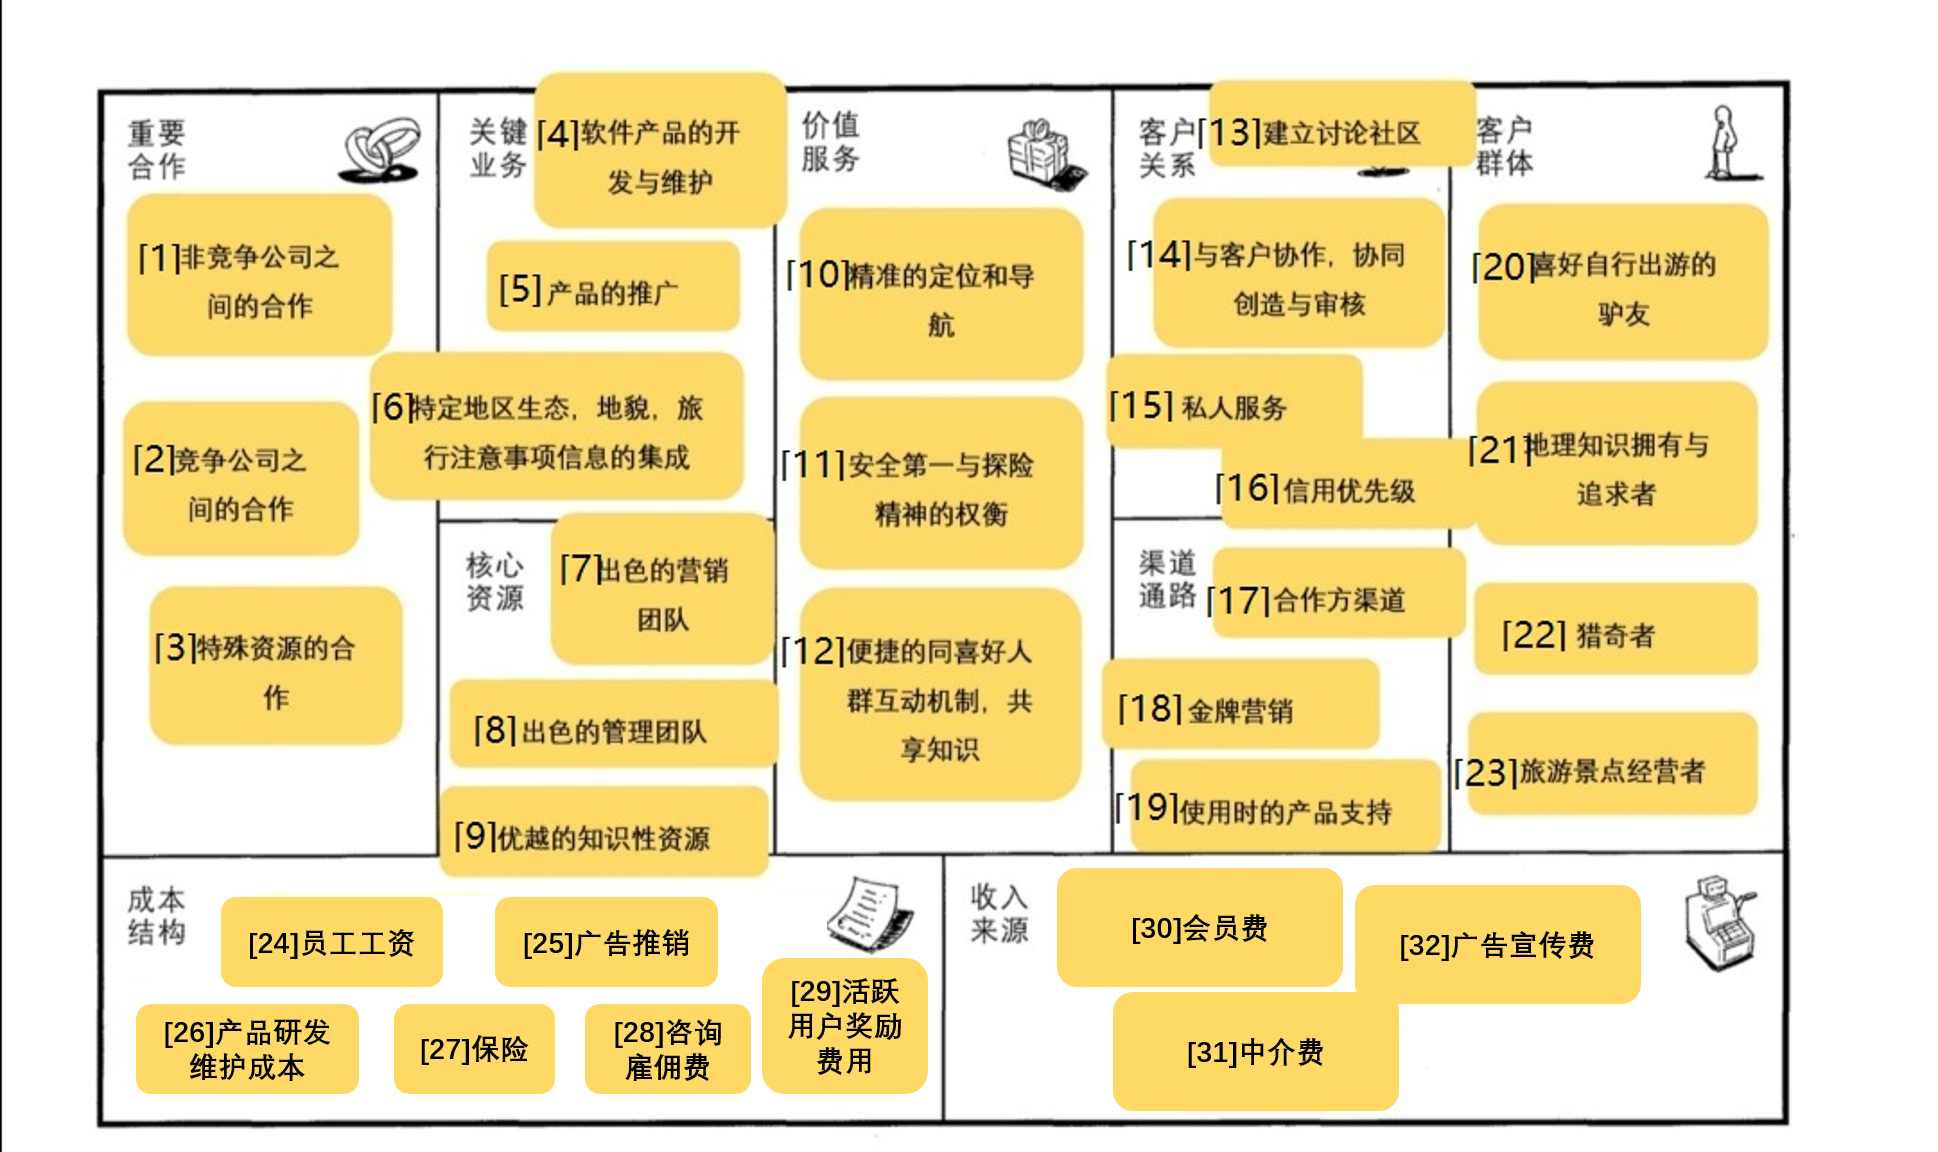 重要
合作
[1]非竞争公司之
间的合作
[2]竞争公司之
间的合作
[3]特殊资源的合
作
关键
业务
[4]软件产品的开
发与维护
[5]产品的推广
[6]特定地区生态，地貌，旅
行注意事项信息的集成
核心
资源
[7]出色的营销
团队
[8]出色的管理团队
[9]优越的知识性资源
价值
服务
[10]精准的定位和导
航
[11]安全第一与探险
精神的权衡
[12]便捷的同喜好人
群互动机制，共
享知识
客户
关系
[13]建立讨论社区
[14]与客户协作，协同
创造与审核
[15]私人服务
[16]信用优先级
渠道
通路
[17]合作方渠道
[18]金牌营销
[19]使用时的产品支持
客户
群体
[20]喜好自行出游的
驴友
[21]地理知识拥有与
追求者
[22]猎奇者
[23]旅游景点经营者
成本
结构
[24]员工工资
[25]广告推销
[26]产品研发
维护成本
[27]保险
[28]咨询
雇佣费
[29]活跃
用户奖励
费用
收入
来源
[30]会员费
[32]广告宣传费
[31]中介费